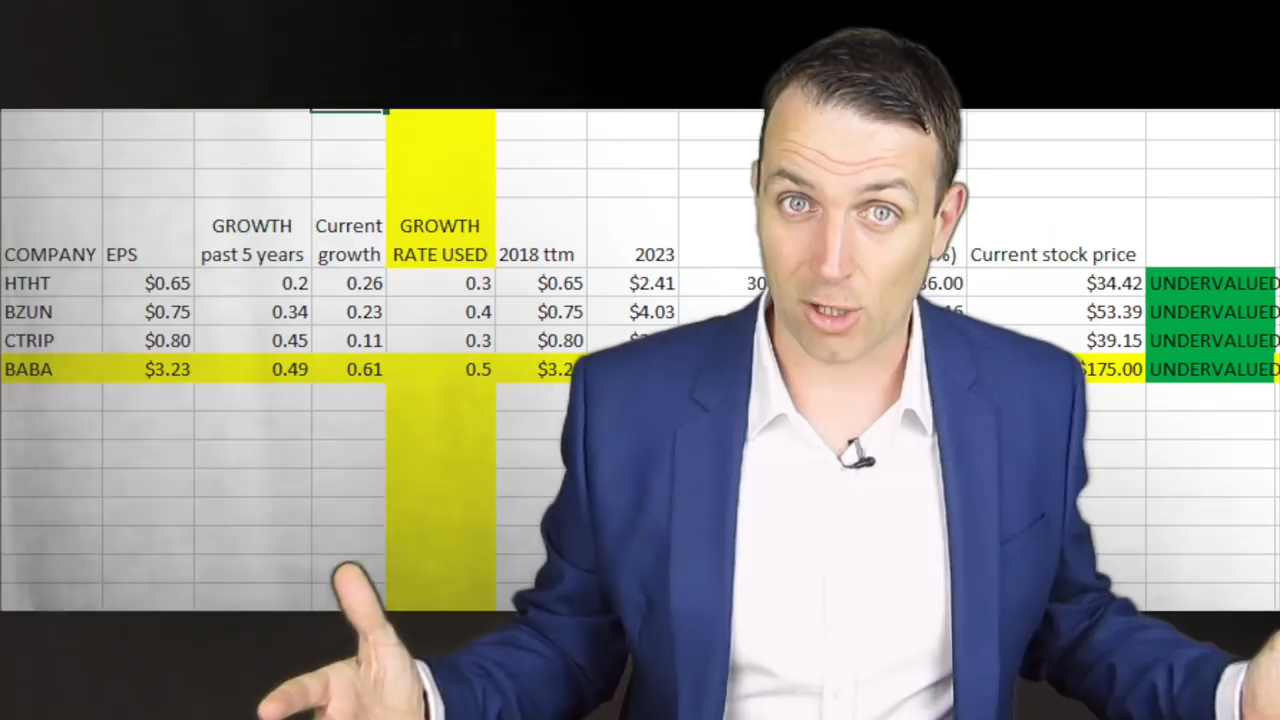 GROWTH Current GROWTH
COMPANY EPS past 5 years growth RATE USED 2018 ttm 2023 %) Current stock price
HTHT $0.65 0.2 0.26 0.3 $0.65 $2.41 30 36.00 $34.42 UNDERVALUED
BZUN $0.75 0.34 0.23 0.4 $0.75 $4.03 $53.39 UNDERVALUED
CTRIP $0.80 0.45 0.11 0.3 $0.80 $39.15 UNDERVALUED
BABA $3.23 0.49 0.61 0.5 $3.2 $175.00 UNDERVALUED